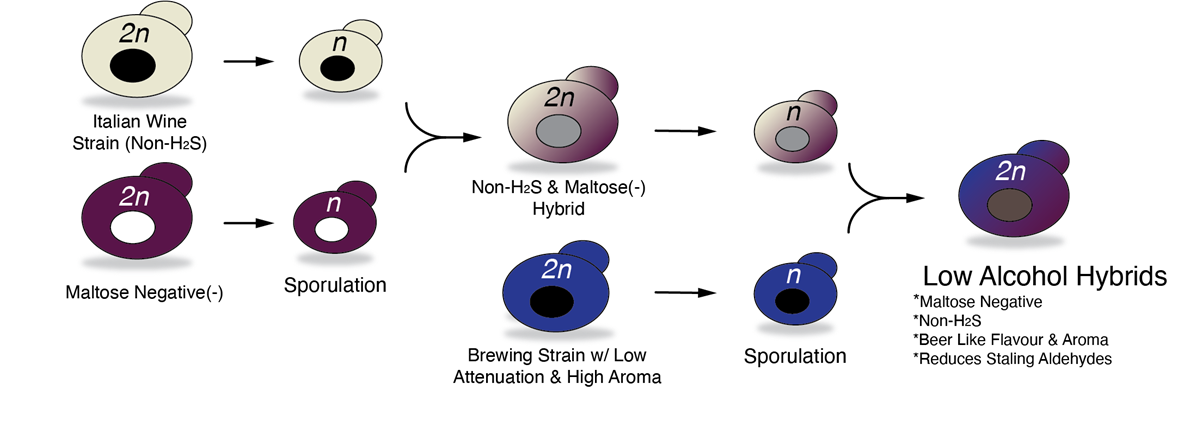 2n
n
Italian Wine
Strain (Non-H2S)
2n
n
Maltose Negative(-)
Sporulation
2n
n
Non-H2S & Maltose(-)
Hybrid
2n
n
Brewing Strain w/ Low
Attenuation & High Aroma
Sporulation
2n
Low Alcohol Hybrids
*Maltose Negative
*Non-H2S
*Beer Like Flavour & Aroma
*Reduces Staling Aldehydes